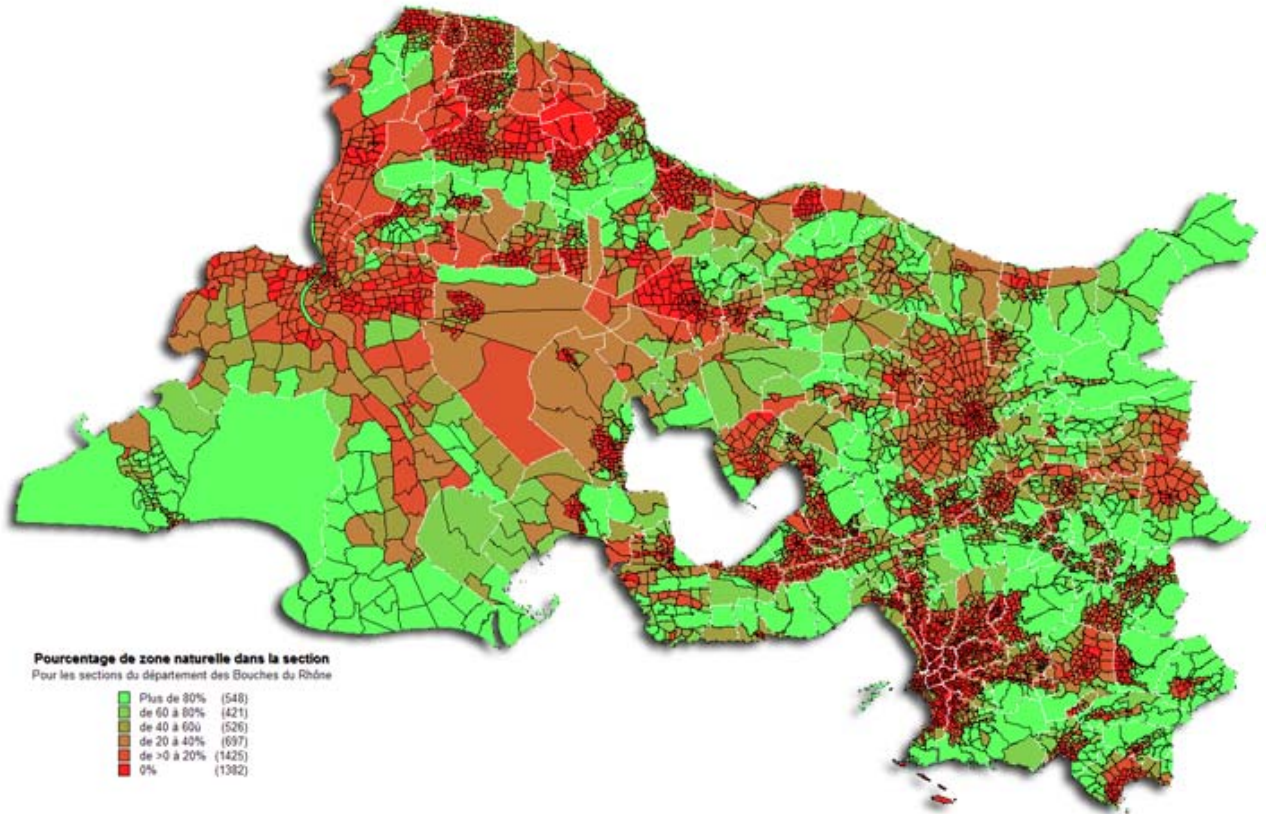 Pourcentage de zone naturelle dans la section
Pour les sections du département des Bouches du Rhône
Plus de 80% (548)
de 60 à 80% (421)
de 40 à 60ù (526)
de 20 à 40% (697)
de >0 à 20% (1425)
0% (1382)